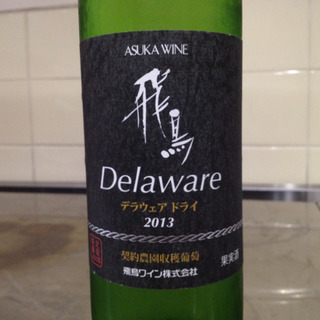 ASUKA WINE
飛鳥
Delaware
デラウェア ドライ
2013
契約農園収穫葡萄
果実酒
飛鳥ワイン株式会社